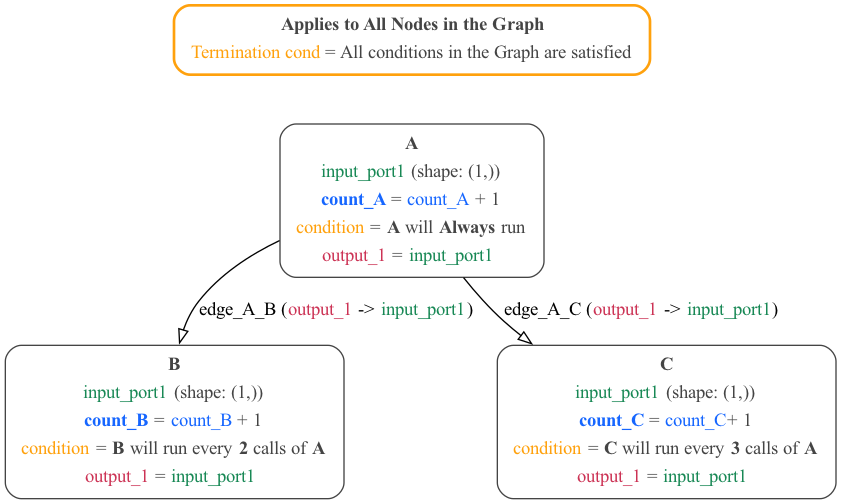 Applies to All Nodes in the Graph
Termination cond = All conditions in the Graph are satisfied
A
input_port1 (shape: (1,))
count_A = count_A + 1
condition = A will Always run
output_1 = input_port1
edge_A_B (output_1 -> input_port1)
edge_A_C (output_1 -> input_port1)
B
input_port1 (shape: (1,))
count_B = count_B + 1
condition = B will run every 2 calls of A
output_1 = input_port1
C
input_port1 (shape: (1,))
count_C = count_C+ 1
condition = C will run every 3 calls of A
output_1 = input_port1